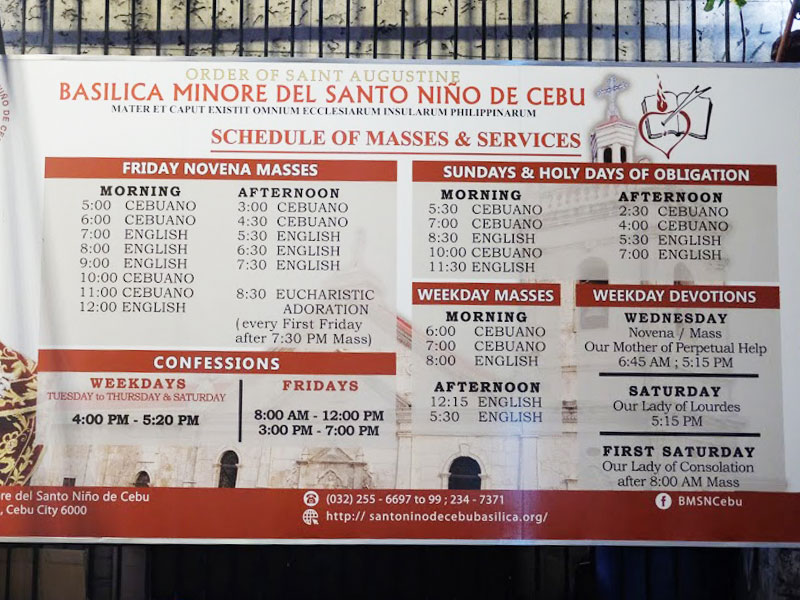 ORDER OF SAINT AUGUSTINE
BASILICA MINORE DEL SANTO NIÑO DE CEBU
MATER ET CAPUT EXISTIT OMNIUM ECCLESIARUM INSULARUM PHILIPPINARUM
SCHEDULE OF MASSES & SERVICES
FRIDAY NOVENA MASSES
MORNING
5:00 CEBUANO
6:00 CEBUANO
7:00 ENGLISH
8:00 ENGLISH
9:00 ENGLISH
10:00 CEBUANO
11:00 CEBUANO
12:00 ENGLISH
AFTERNOON
3:00 CEBUANO
4:30 CEBUANO
5:30 ENGLISH
6:30 ENGLISH
7:30 ENGLISH
8:30 EUCHARISTIC
ADORATION
(every First Friday
after 7:30 PM Mass)
SUNDAYS & HOLY DAYS OF OBLIGATION
MORNING
5:30 CEBUANO
7:00 CEBUANO
8:30 ENGLISH
10:00 CEBUANO
11:30 ENGLISH
AFTERNOON
2:30 CEBUANO
4:00 CEBUANO
5:30 ENGLISH
7:00 ENGLISH
WEEKDAY MASSES
MORNING
6:00 CEBUANO
7:00 CEBUANO
8:00 ENGLISH
AFTERNOON
12:15 ENGLISH
5:30 ENGLISH
WEEKDAY DEVOTIONS
WEDNESDAY
Novena / Mass
Our Mother of Perpetual Help
6:45 AM ; 5:15 PM
SATURDAY
Our Lady of Lourdes
5:15 PM
FIRST SATURDAY
Our Lady of Consolation
after 8:00 AM Mass
CONFESSIONS
WEEKDAYS
TUESDAY to THURSDAY & SATURDAY
4:00 PM - 5:20 PM
FRIDAYS
8:00 AM - 12:00 PM
3:00 PM - 7:00 PM
re del Santo Niño de Cebu
, Cebu City 6000
(032) 255 - 6697 to 99 ; 234 - 7371
http:// santoninodecebubasilica.org/
BMSNCebu